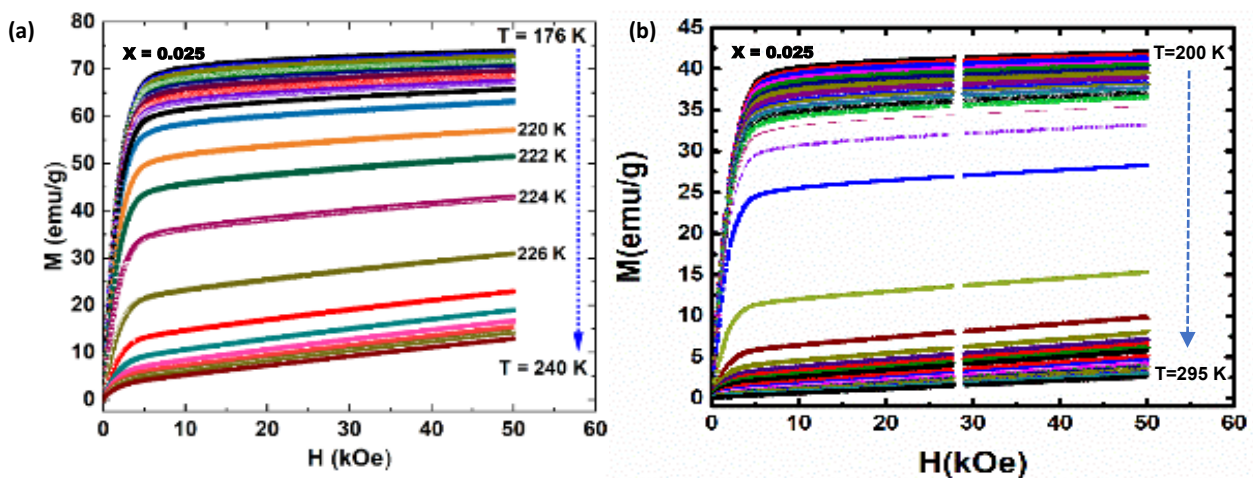 (a)
80
70
60
50
40
30
20
10
0
M (emu/g)
X = 0.025
T = 176 K
220 K
222 K
224 K
226 K
T = 240 K
0 10 20 30 40 50 60
H (kOe)
(b)
45
40
35
30
25
20
15
10
5
0
M(emu/g)
X = 0.025
T=200 K
T=295 K
0 10 20 30 40 50 60
H(kOe)